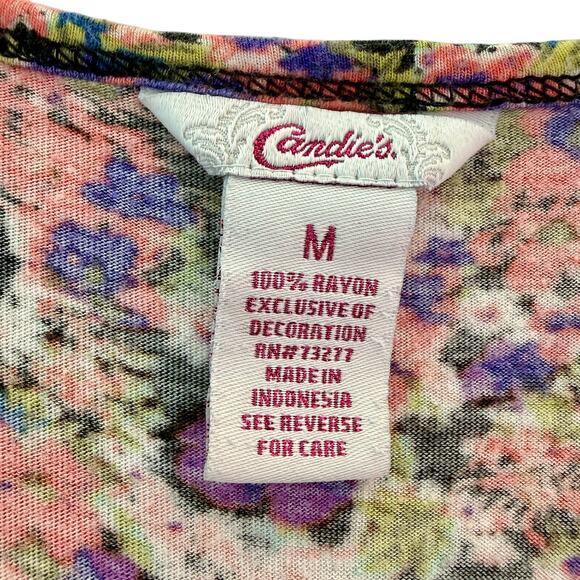 Candie's.
M
100% RAYON
EXCLUSIVE OF
DECORATION
RN#73277
MADE IN
INDONESIA
SEE REVERSE
FOR CARE